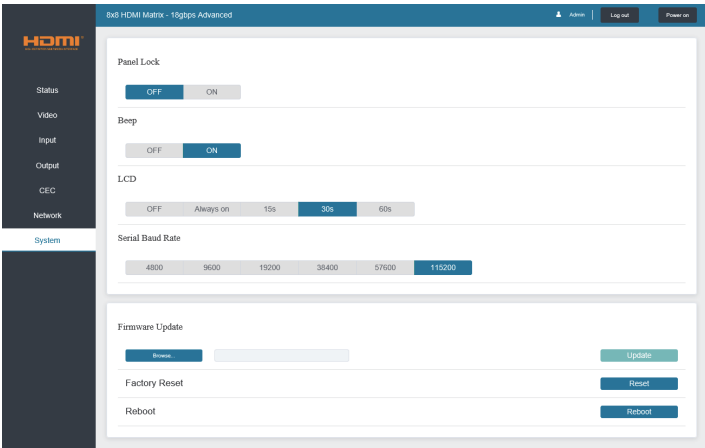 8x8 HDMI Matrix - 18gbps Advanced
Admin
Log out
Power on
HDMI
Status
Video
Input
Output
CEC
Network
System
Panel Lock
OFF ON
Beep
OFF ON
LCD
OFF Always on 15s 30s 60s
Serial Baud Rate
4800 9600 19200 38400 57600 115200
Firmware Update
Browse... Update
Factory Reset Reset
Reboot Reboot